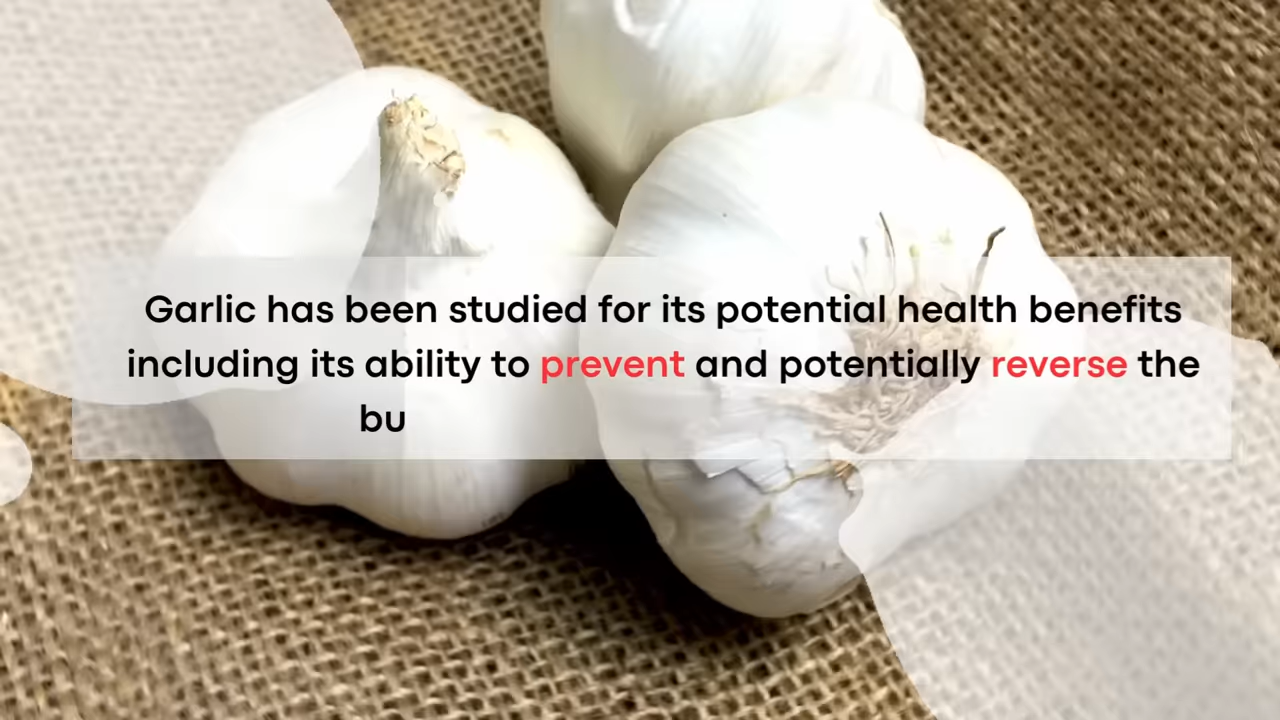 Garlic has been studied for its potential health benefits
including its ability to prevent and potentially reverse the
bu